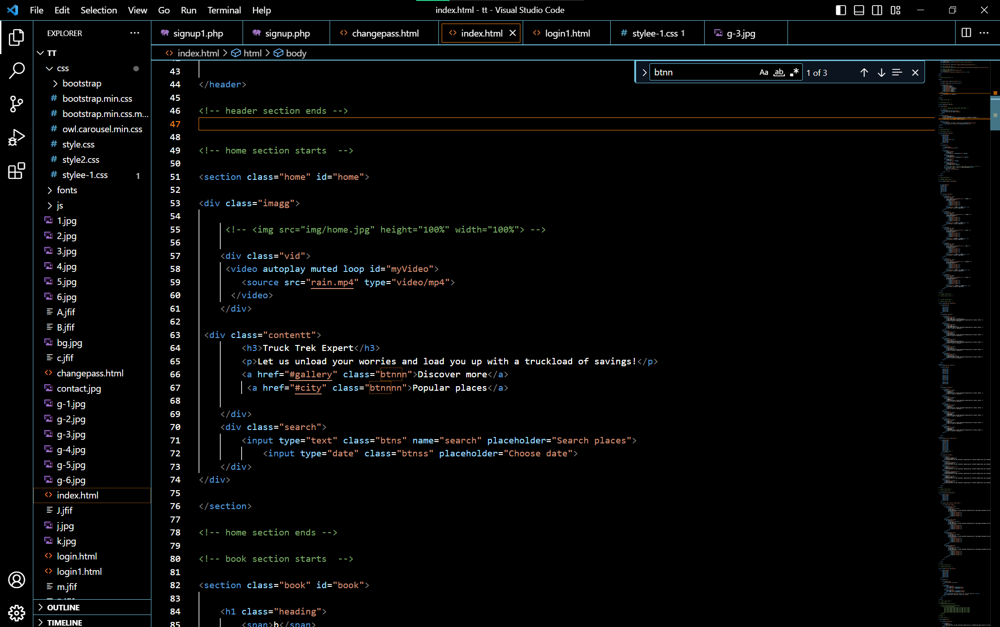 File Edit Selection View Go Run Terminal Help
index.html - tt - Visual Studio Code
EXPLORER
TT
css
bootstrap
# bootstrap.min.css
# bootstrap.min.css.m...
# owl.carousel.min.css
# style.css
# style2.css
# stylee-1.css 1
fonts
js
1.jpg
2.jpg
3.jpg
4.jpg
5.jpg
6.jpg
A.jfif
B.jfif
bg.jpg
c.jfif
changepass.html
contact.jpg
g-1.jpg
g-2.jpg
g-3.jpg
g-4.jpg
g-5.jpg
g-6.jpg
index.html
J.jfif
j.jpg
k.jpg
login.html
login1.html
m.jfif
OUTLINE
TIMELINE
signup1.php signup.php changepass.html index.html login1.html # stylee-1.css 1 g-3.jpg
index.html > html > body
btnn Aa ab 1 of 3
43
44 </header>
45
46 <!-- header section ends -->
47
48
49 <!-- home section starts  -->
50
51 <section class="home" id="home">
52
53 <div class="imagg">
54
55 <!-- <img src="img/home.jpg" height="100%" width="100%"> -->
56
57 <div class="vid">
58 <video autoplay muted loop id="myVideo">
59 <source src="rain.mp4" type="video/mp4">
60 </video>
61 </div>
62
63 <div class="contentt">
64 <h3>Truck Trek Expert</h3>
65 <p>Let us unload your worries and load you up with a truckload of savings!</p>
66 <a href="#gallery" class="btnnn">Discover more</a>
67 <a href="#city" class="btnnnn">Popular places</a>
68
69 </div>
70 <div class="search">
71 <input type="text" class="btns" name="search" placeholder="Search places">
72 <input type="date" class="btnss" placeholder="Choose date">
73 </div>
74 </div>
75
76 </section>
77
78 <!-- home section ends -->
79
80 <!-- book section starts  -->
81
82 <section class="book" id="book">
83
84 <h1 class="heading">
85 <span>b</span>